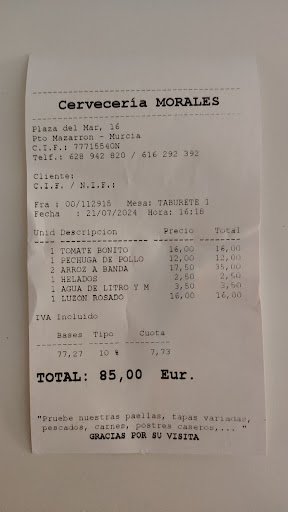 Cervecería MORALES
Plaza del Mar, 16
Pto Mazarron - Murcia
C.I.F.: 77715540N
Telf.: 628 942 820 / 616 292 392
Cliente:
C.I.F. / N.I.F.:
Fra : 00/112915 Mesa: TABURETE 1
Fecha : 21/07/2024 Hora: 16:16
Unid Descripcion Precio Total
1 TOMATE BONITO 16,00 16,00
1 PECHUGA DE POLLO 12,00 12,00
2 ARROZ A BANDA 17,50 35,00
1 HELADOS 2,50 2,50
1 AGUA DE LITRO Y M 3,50 3,50
1 LUZON ROSADO 16,00 16,00
IVA Incluido
Bases Tipo Cuota
77,27 10 % 7,73
TOTAL: 85,00 Eur.
"Pruebe nuestras paellas, tapas variadas,
pescados, carnes, postres caseros,... "
GRACIAS POR SU VISITA